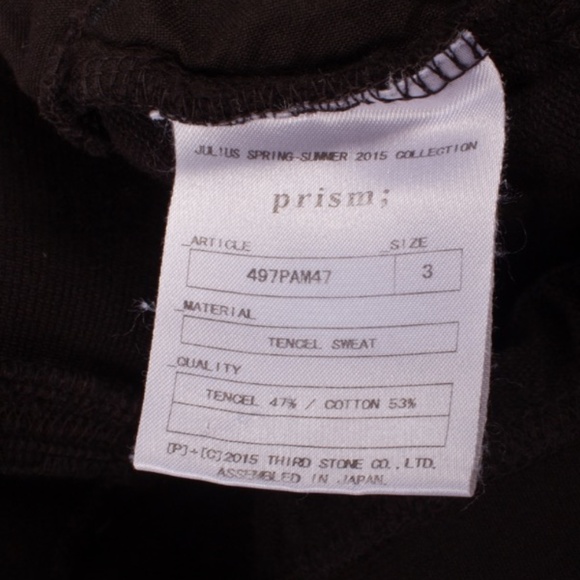 JULIUS SPRING-SUMMER 2015 COLLECTION
prism;
_ARTICLE _SIZE
497PAM47 3
_MATERIAL
TENCEL SWEAT
_QUALITY
TENCEL 47% / COTTON 53%
[P]+[C]2015 THIRD STONE CO.,LTD.
ASSEMBLED IN JAPAN.